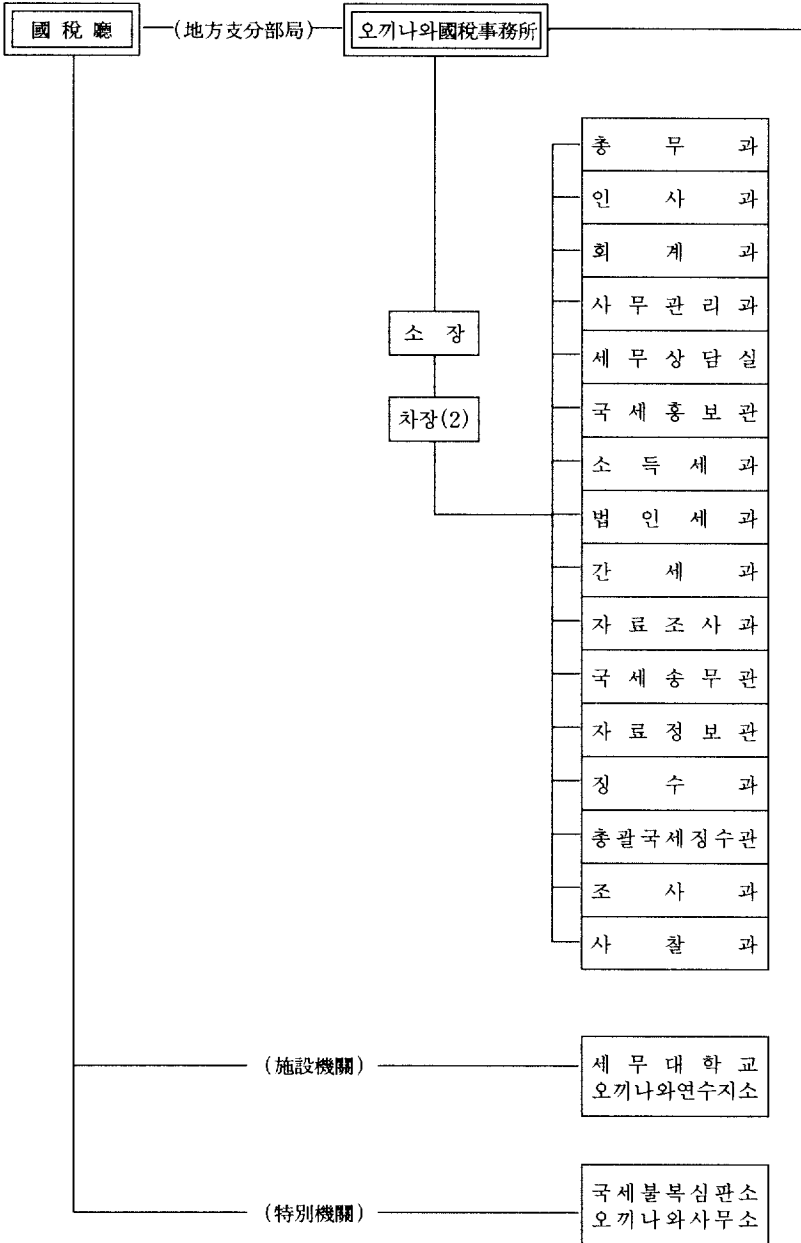 國 稅 廳
(地方支分部局)
오끼나와國稅事務所
총 무 과
인 사 과
회 계 과
사 무 관 리 과
소 장
세 무 상 담 실
차장(2)
국 세 홍 보 관
소 득 세 과
법 인 세 과
간 세 과
자 료 조 사 과
국 세 송 무 관
자 료 정 보 관
징 수 과
총괄국세징수관
조 사 과
사 찰 과
(施設機關)
세 무 대 학 교
오끼나와연수지소
(特別機關)
국세불복심판소
오끼나와사무소